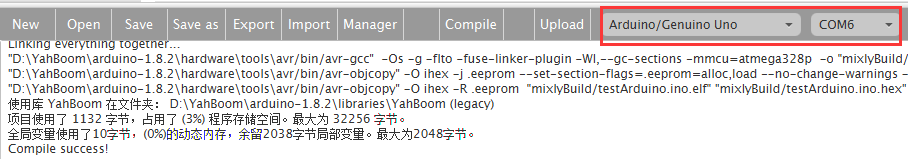 New Open Save Save as Export Import Manager Compile Upload Arduino/Genuino Uno COM6
Linking everything together...
"D:\YahBoom\arduino-1.8.2\hardware\tools\avr/bin/avr-gcc" -Os -g -flto -fuse-linker-plugin -Wl,--gc-sections -mmcu=atmega328p -o "mixlyBuild/testArduino.in
"D:\YahBoom\arduino-1.8.2\hardware\tools\avr/bin/avr-objcopy" -O ihex -j .eeprom --set-section-flags=.eeprom=alloc,load --no-change-warnings -
"D:\YahBoom\arduino-1.8.2\hardware\tools\avr/bin/avr-objcopy" -O ihex -R .eeprom "mixlyBuild/testArduino.ino.elf" "mixlyBuild/testArduino.ino.hex"
使用库 YahBoom 在文件夹： D:\YahBoom\arduino-1.8.2\libraries\YahBoom (legacy)
项目使用了 1132 字节，占用了 (3%) 程序存储空间。最大为 32256 字节。
全局变量使用了10字节，(0%)的动态内存，余留2038字节局部变量。最大为2048字节。
Compile success!